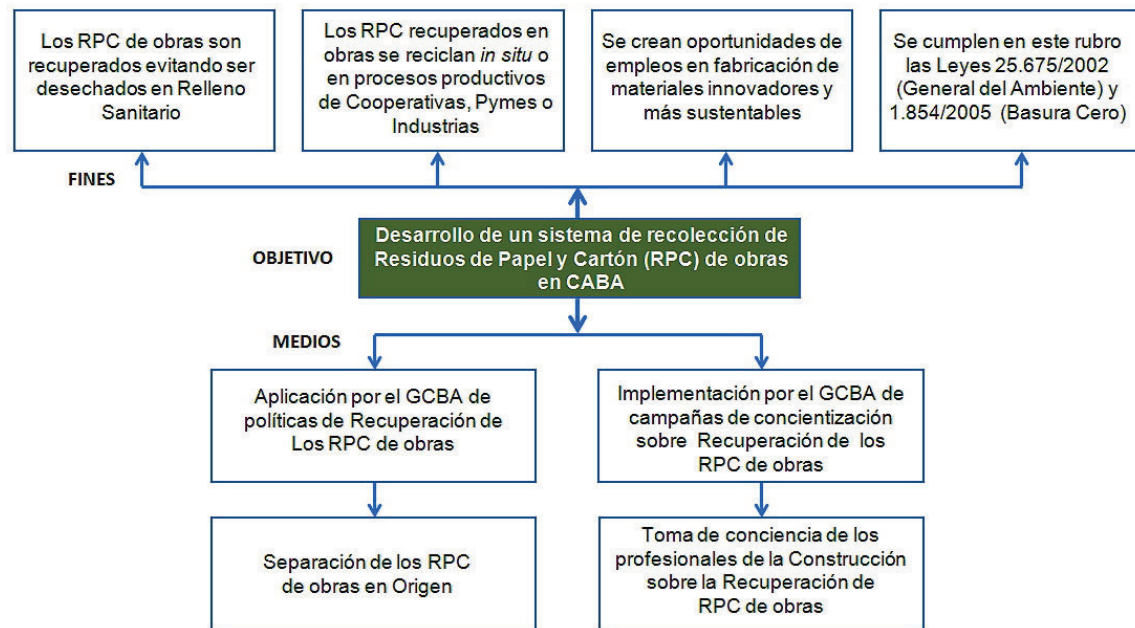 Los RPC de obras son
recuperados evitando ser
desechados en Relleno
Sanitario
Los RPC recuperados en
obras se reciclan in situ o
en procesos productivos
de Cooperativas, Pymes o
Industrias
Se crean oportunidades de
empleos en fabricación de
materiales innovadores y
más sustentables
Se cumplen en este rubro
las Leyes 25.675/2002
(General del Ambiente) y
1.854/2005 (Basura Cero)
FINES
OBJETIVO
Desarrollo de un sistema de recolección de
Residuos de Papel y Cartón (RPC) de obras
en CABA
MEDIOS
Aplicación por el GCBA de
políticas de Recuperación de
Los RPC de obras
Implementación por el GCBA de
campañas de concientización
sobre Recuperación de los
RPC de obras
Separación de los RPC
de obras en Origen
Toma de conciencia de los
profesionales de la Construcción
sobre la Recuperación de
RPC de obras